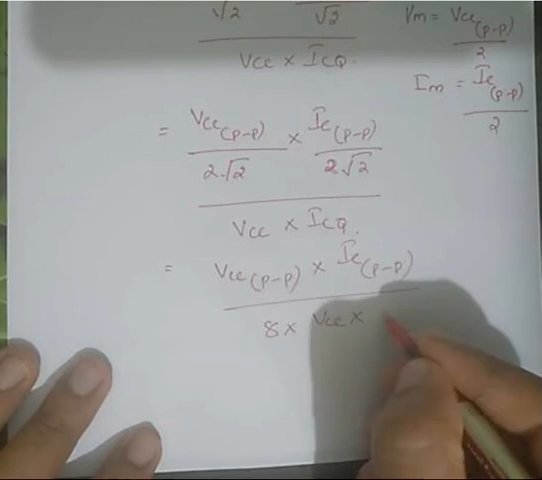 √2 √2
Vcc × ICQ.
Vm = Vcc(p-p)
2
Im = Ic(p-p)
2
= Vcc(p-p) × Ic(p-p)
2√2 2√2
Vcc × ICQ.
= Vcc(p-p) × Ic(p-p)
8 × Vcc ×